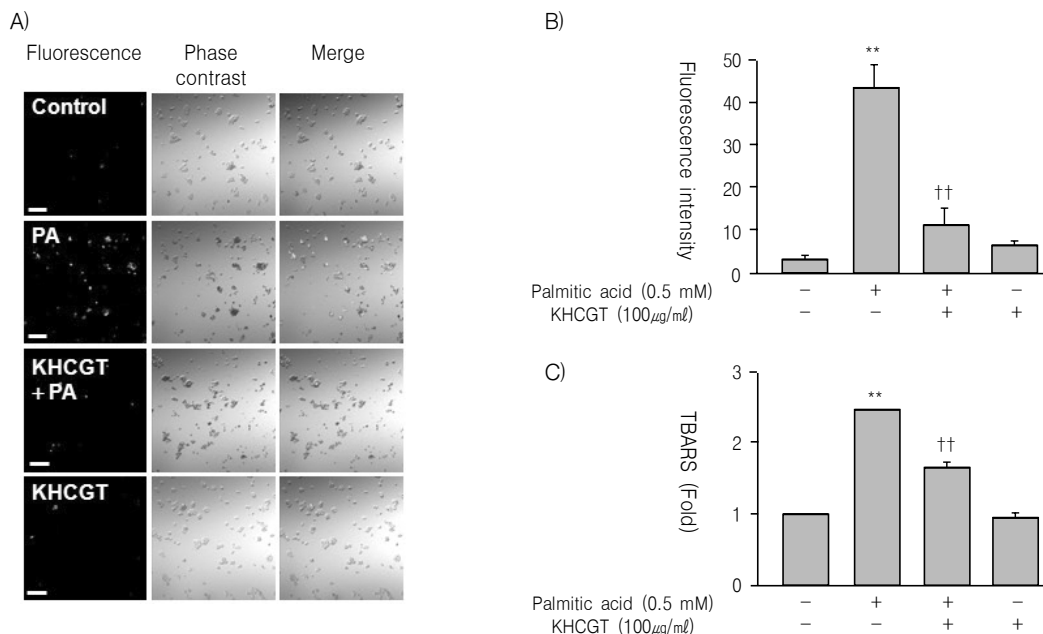 A)
Fluorescence Phase contrast Merge
Control
PA
KHCGT
+ PA
KHCGT
B)
Fluorescence intensity
50
40
30
20
10
0
**
††
Palmitic acid (0.5 mM) − + + −
KHCGT (100㎍/㎖) − − + +
C)
TBARS (Fold)
3
2
1
0
**
††
Palmitic acid (0.5 mM) − + + −
KHCGT (100㎍/㎖) − − + +